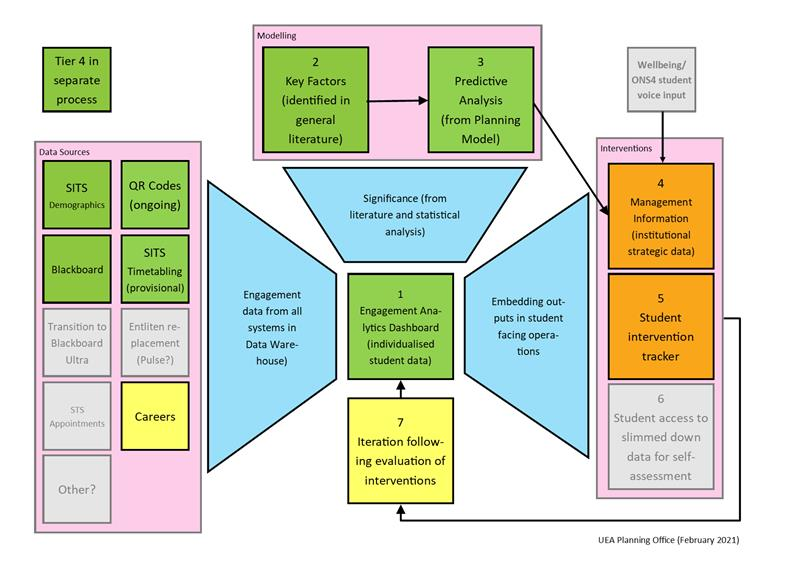 Modelling
Tier 4 in
separate
process
2
Key Factors
(identified in
general
literature)
3
Predictive
Analysis
(from Planning
Model)
Wellbeing/
ONS4 student
voice input
Data Sources
SITS
Demographics
QR Codes
(ongoing)
Blackboard
SITS
Timetabling
(provisional)
Transition to
Blackboard
Ultra
Entliten re-
placement
(Pulse?)
STS
Appointments
Careers
Other?
Engagement
data from all
systems in
Data Ware-
house)
Significance (from
literature and statistical
analysis)
1
Engagement Ana-
lytics Dashboard
(individualised
student data)
7
Iteration follow-
ing evaluation of
interventions
Embedding out-
puts in student
facing opera-
tions
Interventions
4
Management
Information
(institutional
strategic data)
5
Student
intervention
tracker
6
Student access to
slimmed down
data for self-
assessment
UEA Planning Office (February 2021)